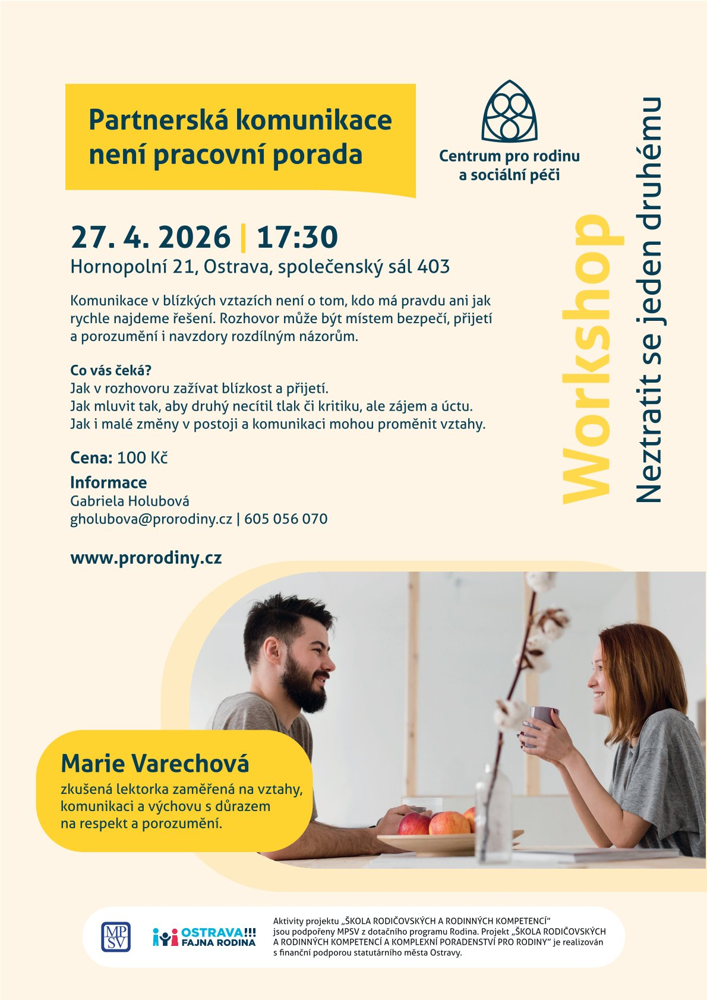 Partnerská komunikace
není pracovní porada
Centrum pro rodinu
a sociální péči
Workshop
Neztratit se jeden druhému
27. 4. 2026 | 17:30
Hornopolní 21, Ostrava, společenský sál 403
Komunikace v blízkých vztazích není o tom, kdo má pravdu ani jak
rychle najdeme řešení. Rozhovor může být místem bezpečí, přijetí
a porozumění i navzdory rozdílným názorům.
Co vás čeká?
Jak v rozhovoru zažívat blízkost a přijetí.
Jak mluvit tak, aby druhý necítil tlak či kritiku, ale zájem a úctu.
Jak i malé změny v postoji a komunikaci mohou proměnit vztahy.
Cena: 100 Kč
Informace
Gabriela Holubová
gholubova@prorodiny.cz | 605 056 070
www.prorodiny.cz
Marie Varechová
zkušená lektorka zaměřená na vztahy,
komunikaci a výchovu s důrazem
na respekt a porozumění.
MP
SV
OSTRAVA!!!
FAJNA RODINA
Aktivity projektu „ŠKOLA RODIČOVSKÝCH A RODINNÝCH KOMPETENCÍ“
jsou podpořeny MPSV z dotačního programu Rodina. Projekt „ŠKOLA RODIČOVSKÝCH
A RODINNÝCH KOMPETENCÍ A KOMPLEXNÍ PORADENSTVÍ PRO RODINY“ je realizován
s finanční podporou statutárního města Ostravy.